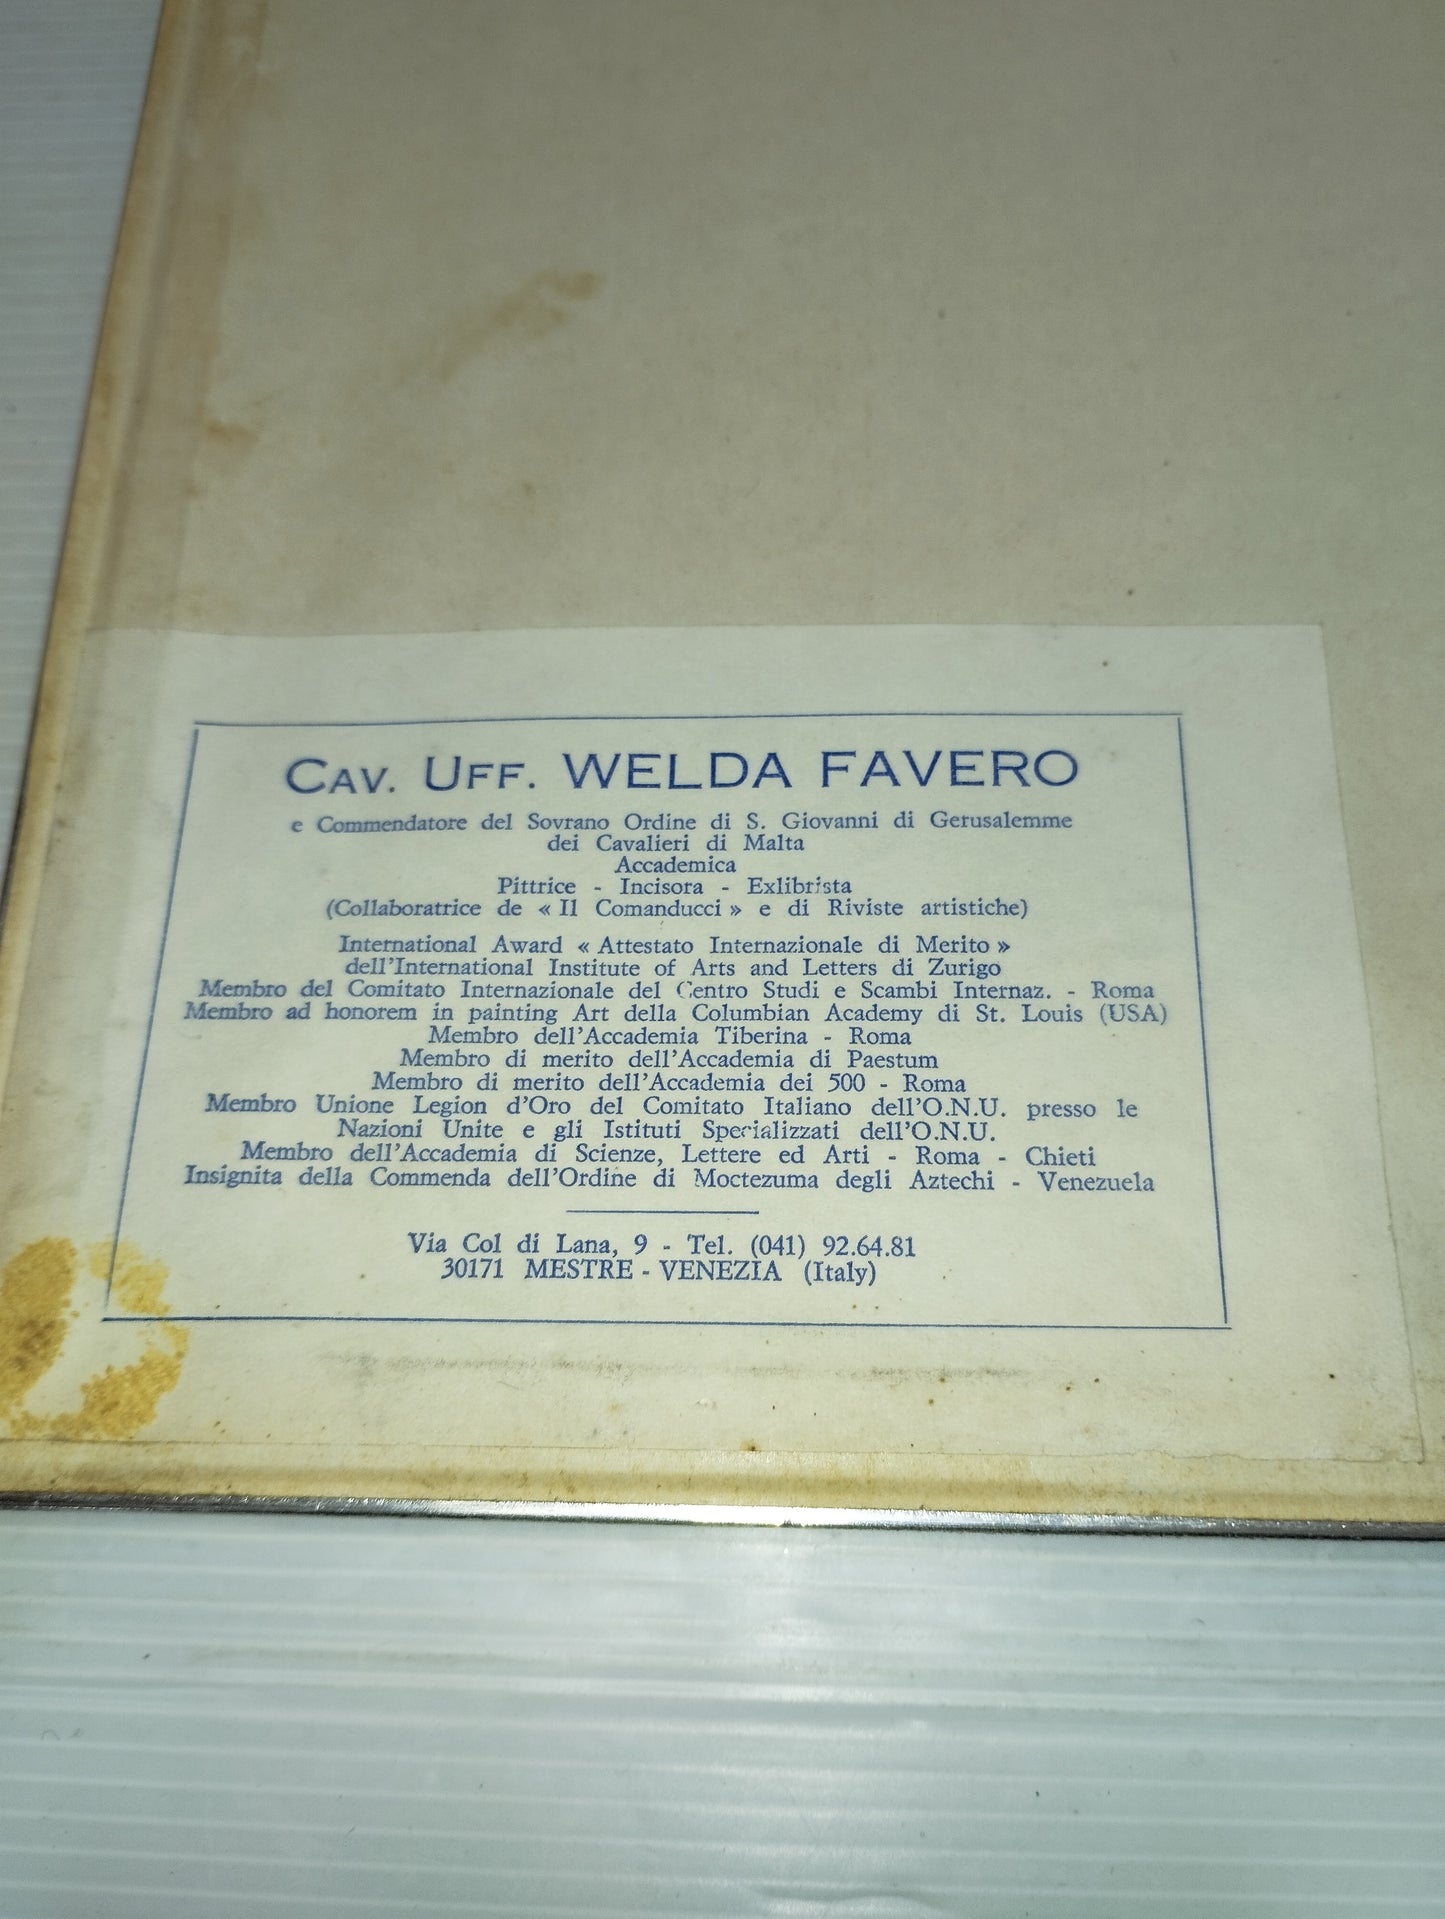 CAV. UFF. WELDA FAVERO
e Commendatore del Sovrano Ordine di S. Giovanni di Gerusalemme
dei Cavalieri di Malta
Accademica
Pittrice - Incisora - Exlibrista
(Collaboratrice de « Il Comanducci » e di Riviste artistiche)
International Award « Attestato Internazionale di Merito »
dell'International Institute of Arts and Letters di Zurigo
Membro del Comitato Internazionale del Centro Studi e Scambi Internaz. - Roma
Membro ad honorem in painting Art della Columbian Academy di St. Louis (USA)
Membro dell'Accademia Tiberina - Roma
Membro di merito dell'Accademia di Paestum
Membro di merito dell'Accademia dei 500 - Roma
Membro Unione Legion d'Oro del Comitato Italiano dell'O.N.U. presso le
Nazioni Unite e gli Istituti Specializzati dell'O.N.U.
Membro dell'Accademia di Scienze, Lettere ed Arti - Roma - Chieti
Insignita della Commenda dell'Ordine di Moctezuma degli Aztechi - Venezuela
Via Col di Lana, 9 - Tel. (041) 92.64.81
30171 MESTRE - VENEZIA (Italy)